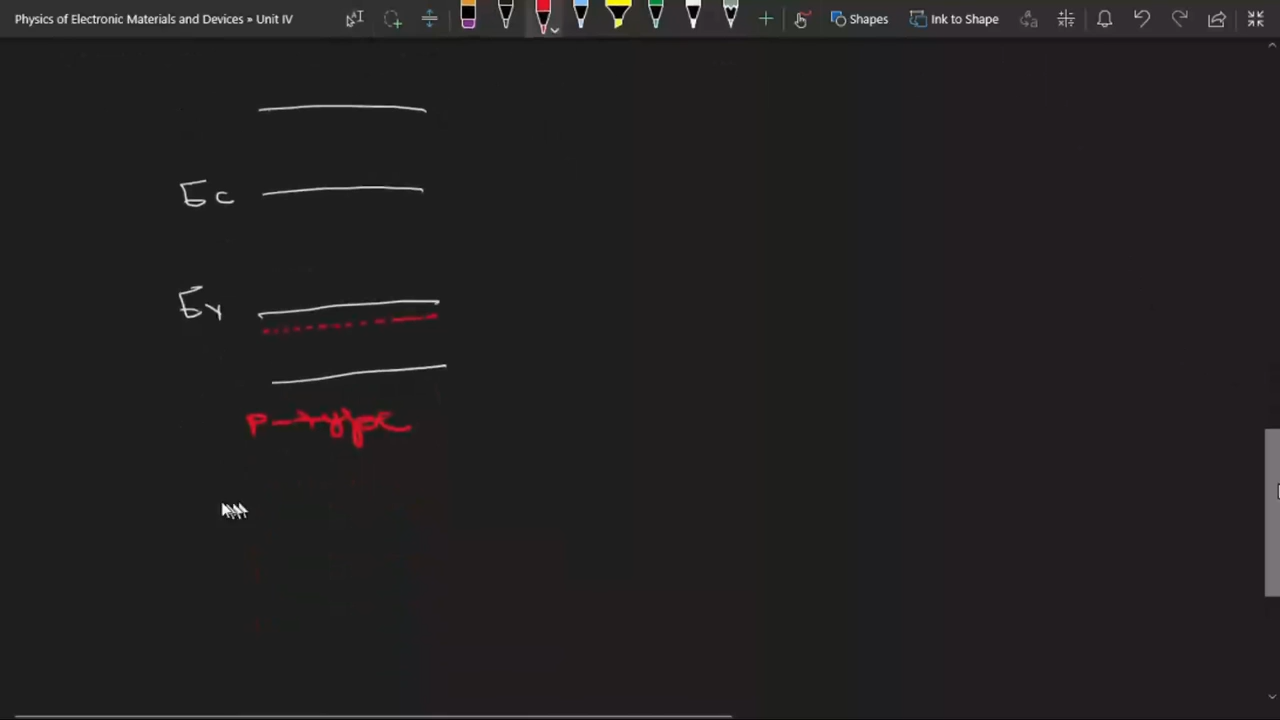 Physics of Electronic Materials and Devices » Unit IV
Shapes
Ink to Shape
Ec
Ev
P-type